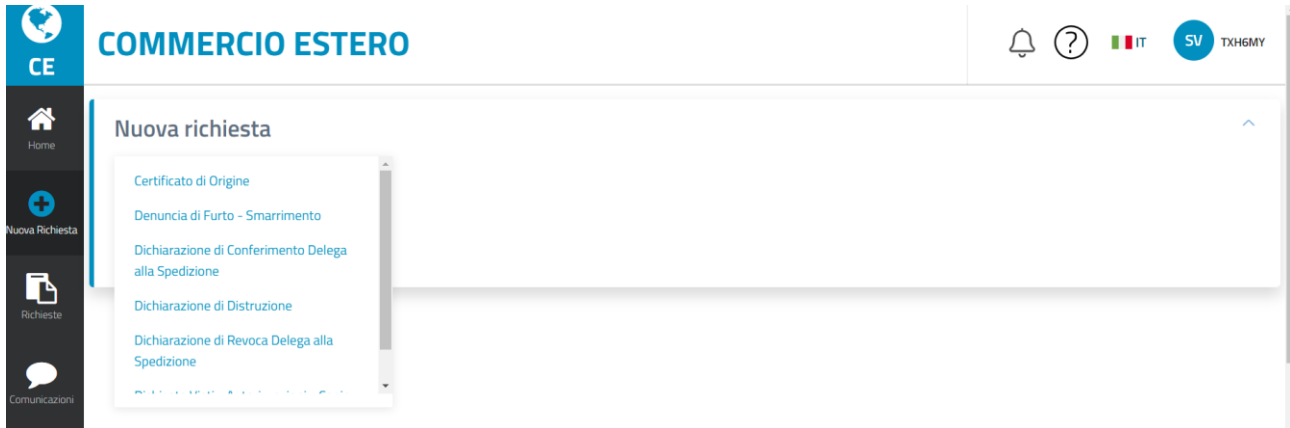 CE
COMMERCIO ESTERO
IT
SV
TXH6MY
Home
Nuova Richiesta
Richieste
Comunicazioni
Nuova richiesta
Certificato di Origine
Denuncia di Furto - Smarrimento
Dichiarazione di Conferimento Delega
alla Spedizione
Dichiarazione di Distruzione
Dichiarazione di Revoca Delega alla
Spedizione